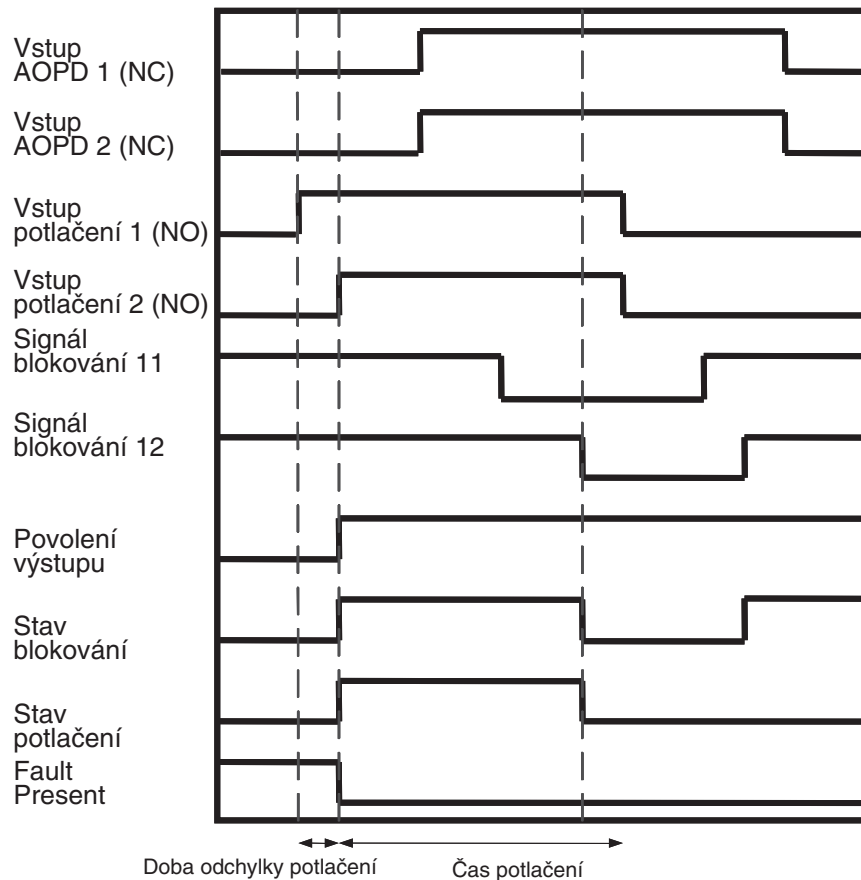 Vstup
AOPD 1 (NC)
Vstup
AOPD 2 (NC)
Vstup
potlačení 1 (NO)
Vstup
potlačení 2 (NO)
Signál
blokování 11
Signál
blokování 12
Povolení
výstupu
Stav
blokování
Stav
potlačení
Fault
Present
Doba odchylky potlačení
Čas potlačení